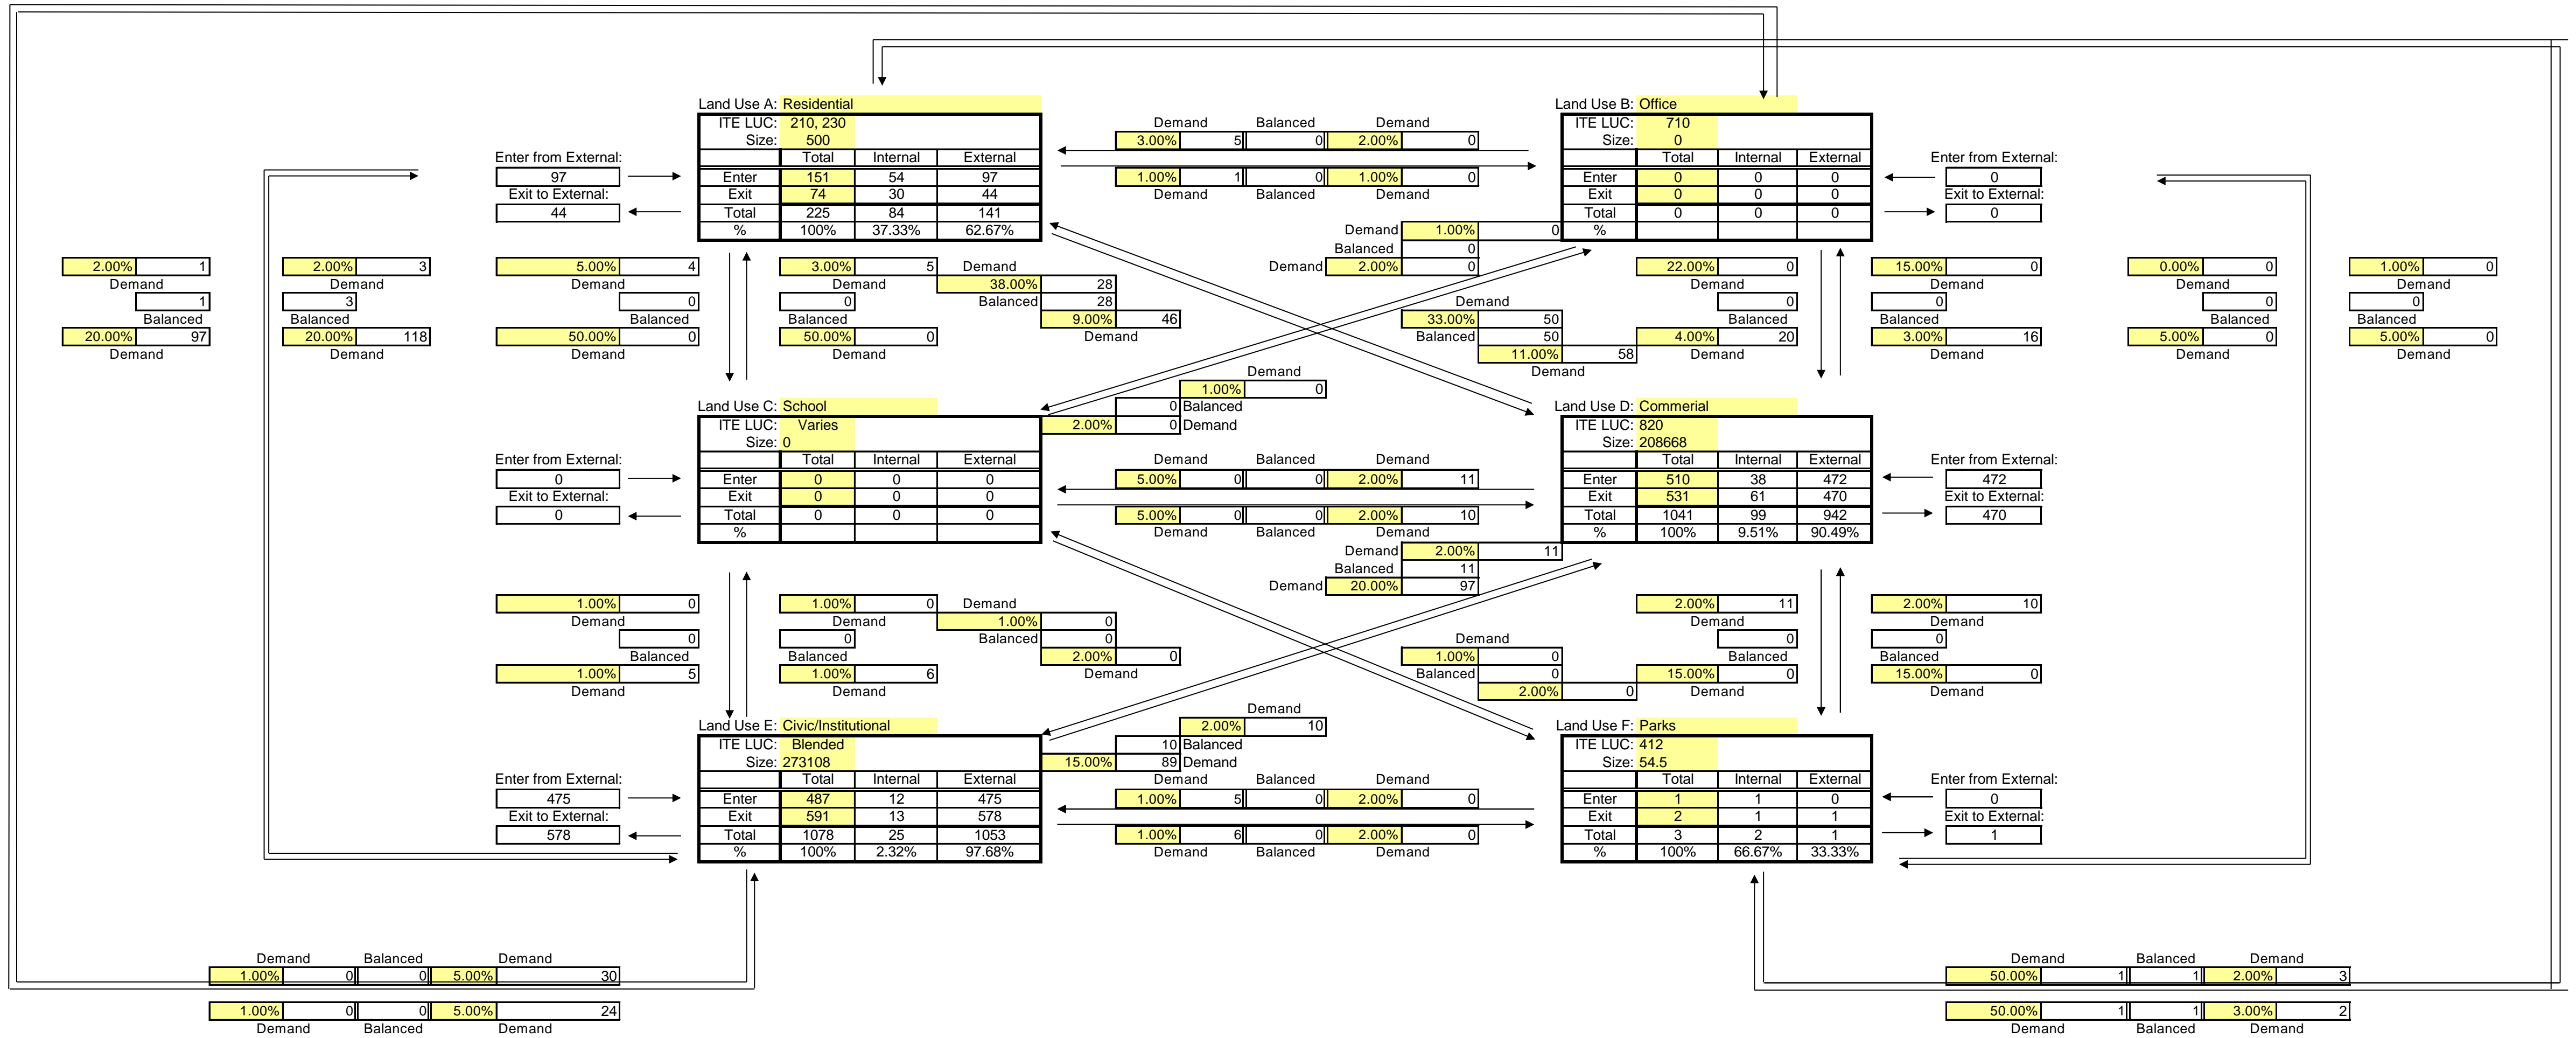 Land Use A: Residential
ITE LUC: 210, 230
Size: 500
Total Internal External
Enter 151 54 97
Exit 74 30 44
Total 225 84 141
% 100% 37.33% 62.67%
Enter from External:
97
Exit to External:
44
Demand Balanced Demand
3.00% 5 0 2.00% 0
1.00% 1 0 1.00% 0
Demand Balanced Demand
Land Use B: Office
ITE LUC: 710
Size: 0
Total Internal External
Enter 0 0 0
Exit 0 0 0
Total 0 0 0
%
Enter from External:
0
Exit to External:
0
Demand 1.00% 0
Balanced 0
Demand 2.00% 0
2.00% 1
Demand
1
Balanced
20.00% 97
Demand
2.00% 3
Demand
3
Balanced
20.00% 118
Demand
5.00% 4
Demand
0
Balanced
50.00% 0
Demand
3.00% 5
Demand
0
Balanced
50.00% 0
Demand
Demand
38.00% 28
Balanced 28
9.00% 46
Demand
Demand
33.00% 50
Balanced 50
11.00% 58
Demand
22.00% 0
Demand
0
Balanced
4.00% 20
Demand
15.00% 0
Demand
0
Balanced
3.00% 16
Demand
0.00% 0
Demand
0
Balanced
5.00% 0
Demand
1.00% 0
Demand
0
Balanced
5.00% 0
Demand
Demand
1.00% 0
0 Balanced
2.00% 0 Demand
Land Use C: School
ITE LUC: Varies
Size: 0
Total Internal External
Enter 0 0 0
Exit 0 0 0
Total 0 0 0
%
Enter from External:
0
Exit to External:
0
Demand Balanced Demand
5.00% 0 0 2.00% 11
5.00% 0 0 2.00% 10
Demand Balanced Demand
Land Use D: Commerial
ITE LUC: 820
Size: 208668
Total Internal External
Enter 510 38 472
Exit 531 61 470
Total 1041 99 942
% 100% 9.51% 90.49%
Enter from External:
472
Exit to External:
470
Demand 2.00% 11
Balanced 11
Demand 20.00% 97
1.00% 0
Demand
0
Balanced
1.00% 5
Demand
1.00% 0
Demand
0
Balanced
1.00% 6
Demand
Demand
1.00% 0
Balanced 0
2.00% 0
Demand
Demand
1.00% 0
Balanced 0
2.00% 0
2.00% 11
Demand
0
Balanced
15.00% 0
Demand
2.00% 10
Demand
0
Balanced
15.00% 0
Demand
Demand
2.00% 10
10 Balanced
15.00% 89 Demand
Land Use E: Civic/Institutional
ITE LUC: Blended
Size: 273108
Total Internal External
Enter 487 12 475
Exit 591 13 578
Total 1078 25 1053
% 100% 2.32% 97.68%
Enter from External:
475
Exit to External:
578
Demand Balanced Demand
1.00% 5 0 2.00% 0
1.00% 6 0 2.00% 0
Demand Balanced Demand
Land Use F: Parks
ITE LUC: 412
Size: 54.5
Total Internal External
Enter 1 1 0
Exit 2 1 1
Total 3 2 1
% 100% 66.67% 33.33%
Enter from External:
0
Exit to External:
1
Demand Balanced Demand
1.00% 0 0 5.00% 30
1.00% 0 0 5.00% 24
Demand Balanced Demand
Demand Balanced Demand
50.00% 1 1 2.00% 3
50.00% 1 1 3.00% 2
Demand Balanced Demand